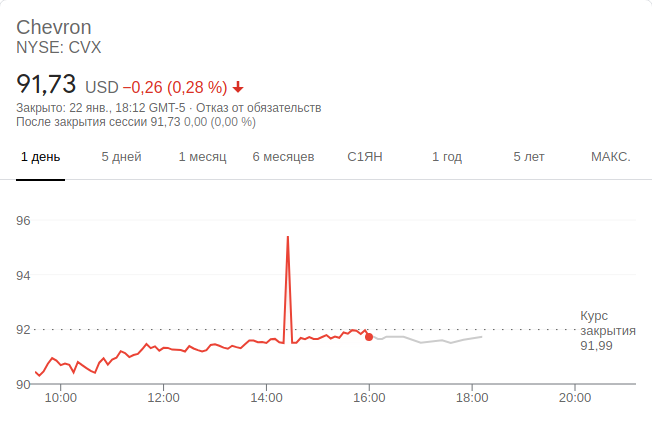 Chevron
NYSE: CVX
91,73 USD −0,26 (0,28 %)
Закрыто: 22 янв., 18:12 GMT-5 · Отказ от обязательств
После закрытия сессии 91,73 0,00 (0,00 %)
1 день 5 дней 1 месяц 6 месяцев С1ЯН 1 год 5 лет МАКС.
96
94
92
90
Курс
закрытия
91,99
10:00 12:00 14:00 16:00 18:00 20:00